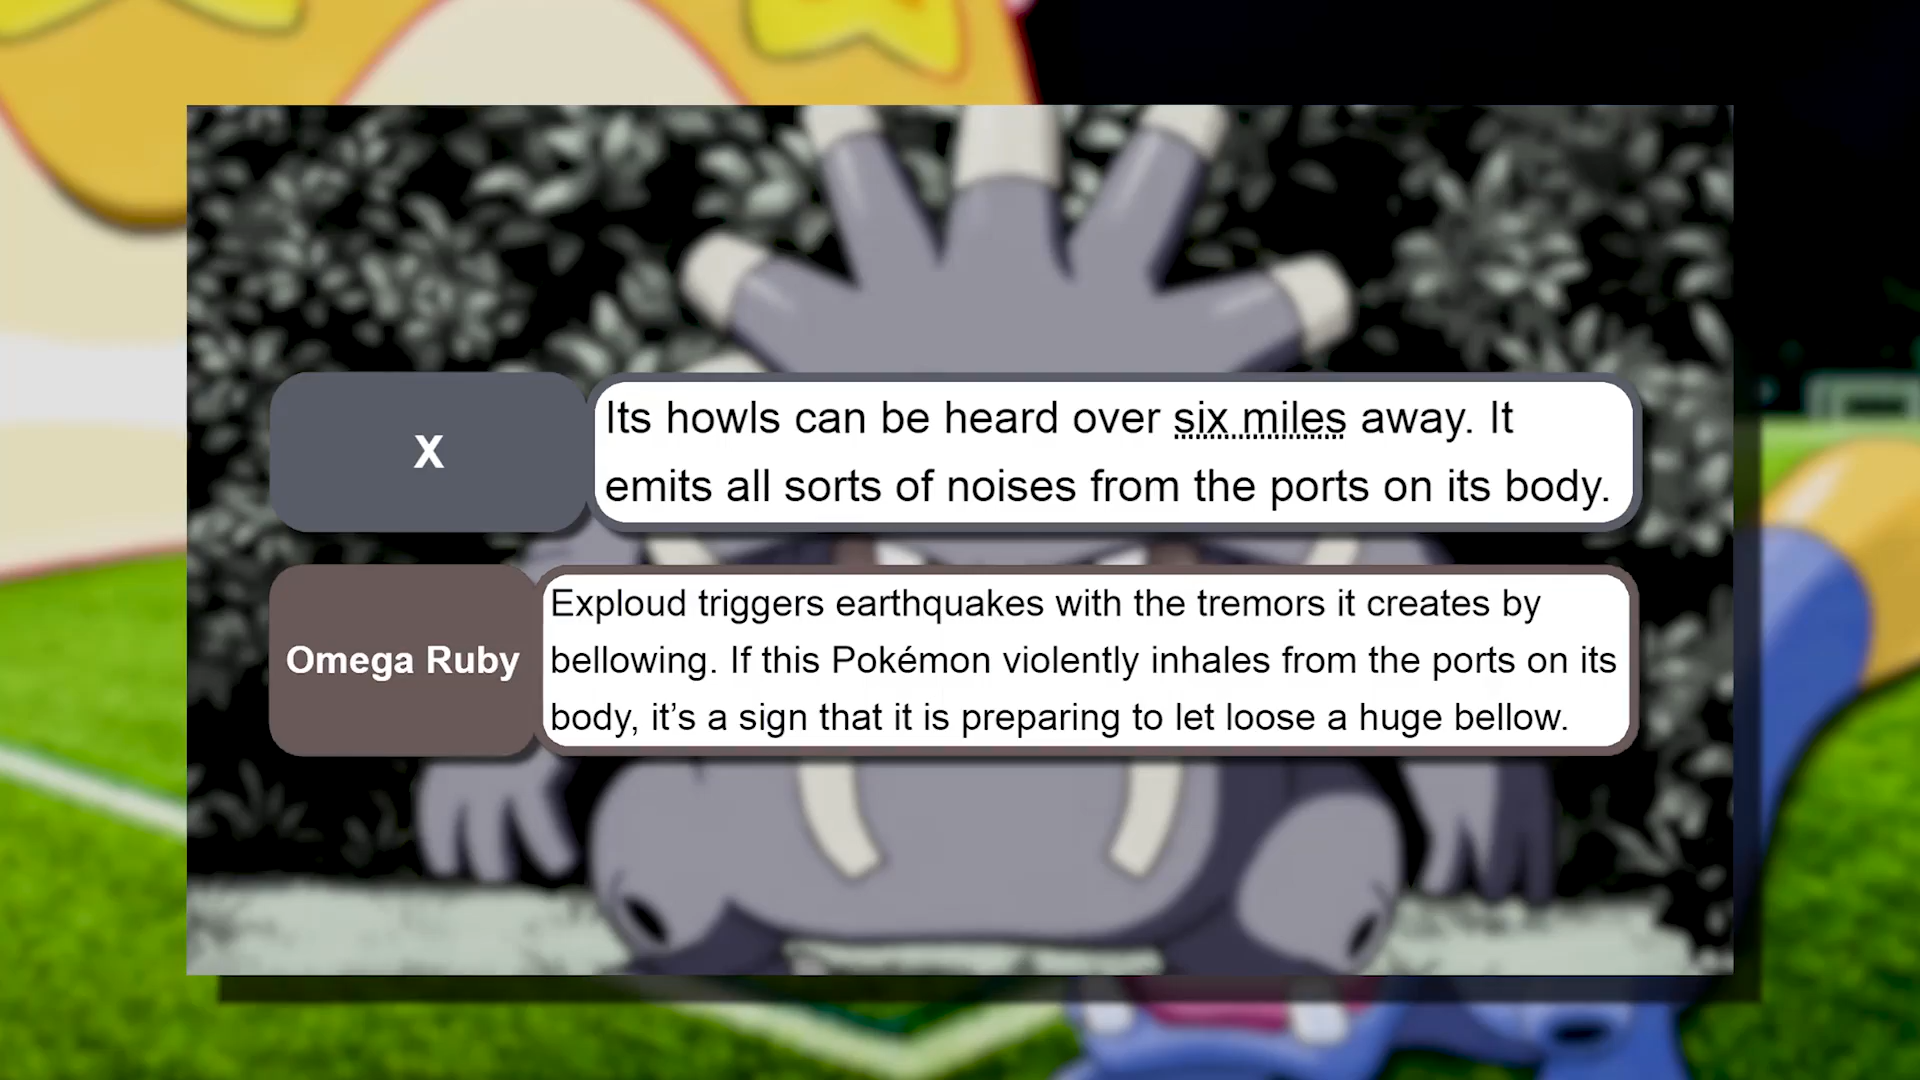 X
Its howls can be heard over six miles away. It
emits all sorts of noises from the ports on its body.
Omega Ruby
Exploud triggers earthquakes with the tremors it creates by
bellowing. If this Pokémon violently inhales from the ports on its
body, it’s a sign that it is preparing to let loose a huge bellow.